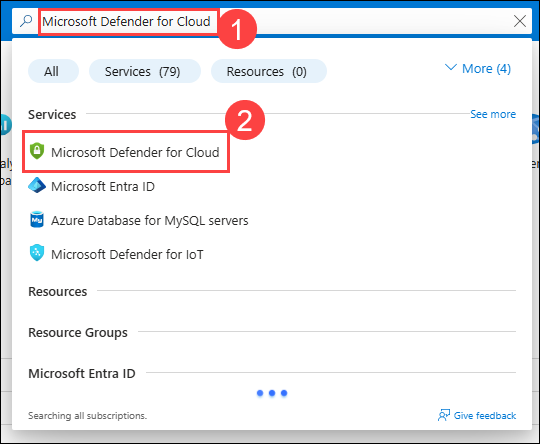 Microsoft Defender for Cloud
1
All Services (79) Resources (0) More (4)
Services See more
2
Microsoft Defender for Cloud
Microsoft Entra ID
Azure Database for MySQL servers
Microsoft Defender for IoT
Resources
Resource Groups
Microsoft Entra ID
Searching all subscriptions. Give feedback